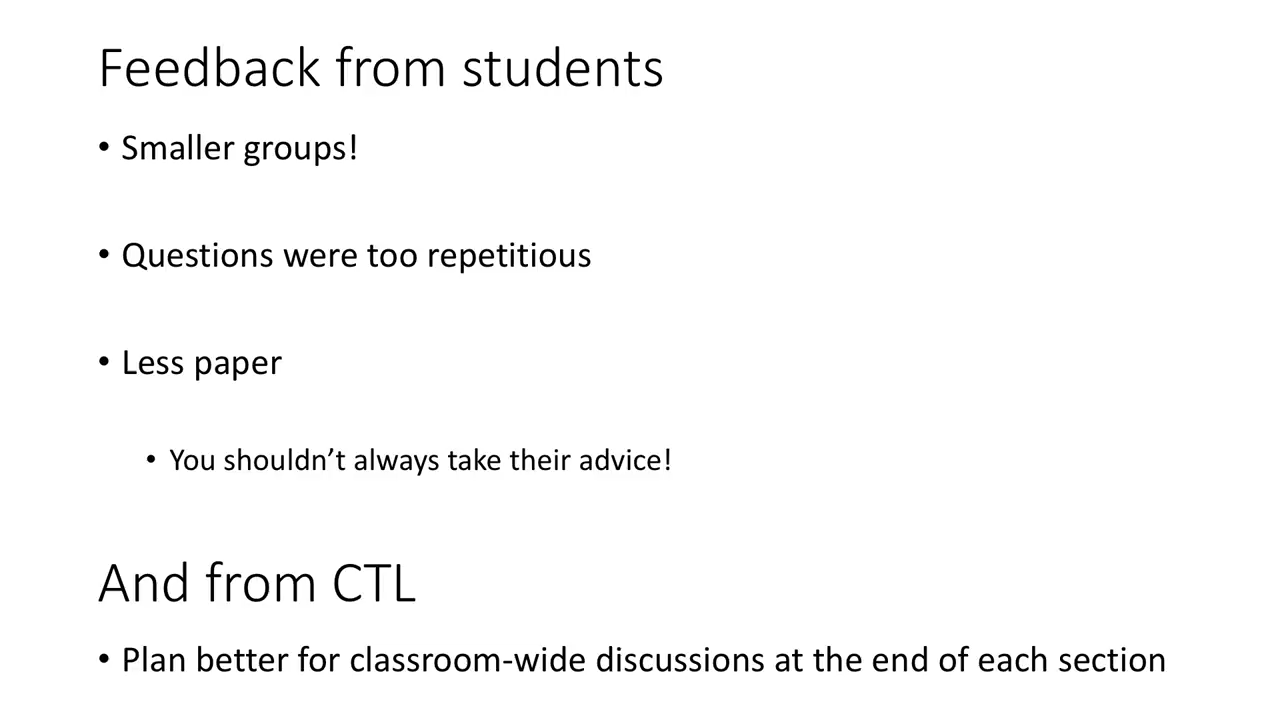 Feedback from students
• Smaller groups!
• Questions were too repetitious
• Less paper
• You shouldn’t always take their advice!
And from CTL
• Plan better for classroom-wide discussions at the end of each section